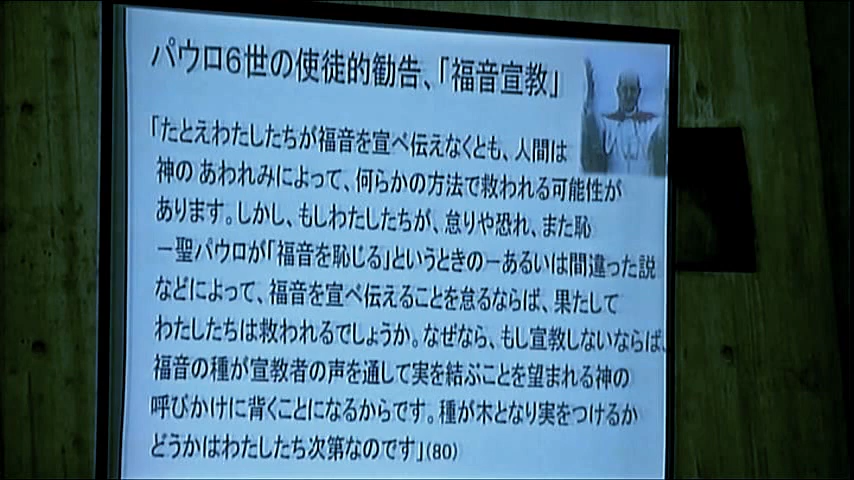 パウロ6世の使徒的勧告、「福音宣教」
「たとえわたしたちが福音を宣べ伝えなくとも、人間は
神の あわれみによって、何らかの方法で救われる可能性が
あります。しかし、もしわたしたちが、怠りや恐れ、また恥
－聖パウロが「福音を恥じる」というときの－あるいは間違った説
などによって、福音を宣べ伝えることを怠るならば、果たして
わたしたちは救われるでしょうか。なぜなら、もし宣教しないならば、
福音の種が宣教者の声を通して実を結ぶことを望まれる神の
呼びかけに背くことになるからです。種が木となり実をつけるか
どうかはわたしたち次第なのです」(80)